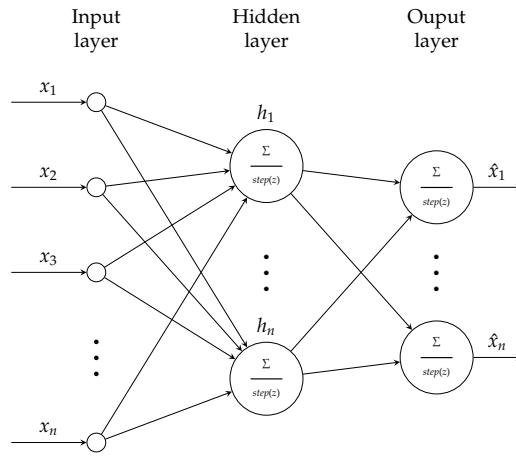 Input layer
Hidden layer
Ouput layer
x₁
x₂
x₃
xₙ
h₁
Σ
step(z)
hₙ
Σ
step(z)
Σ
step(z)
x̂₁
Σ
step(z)
x̂ₙ